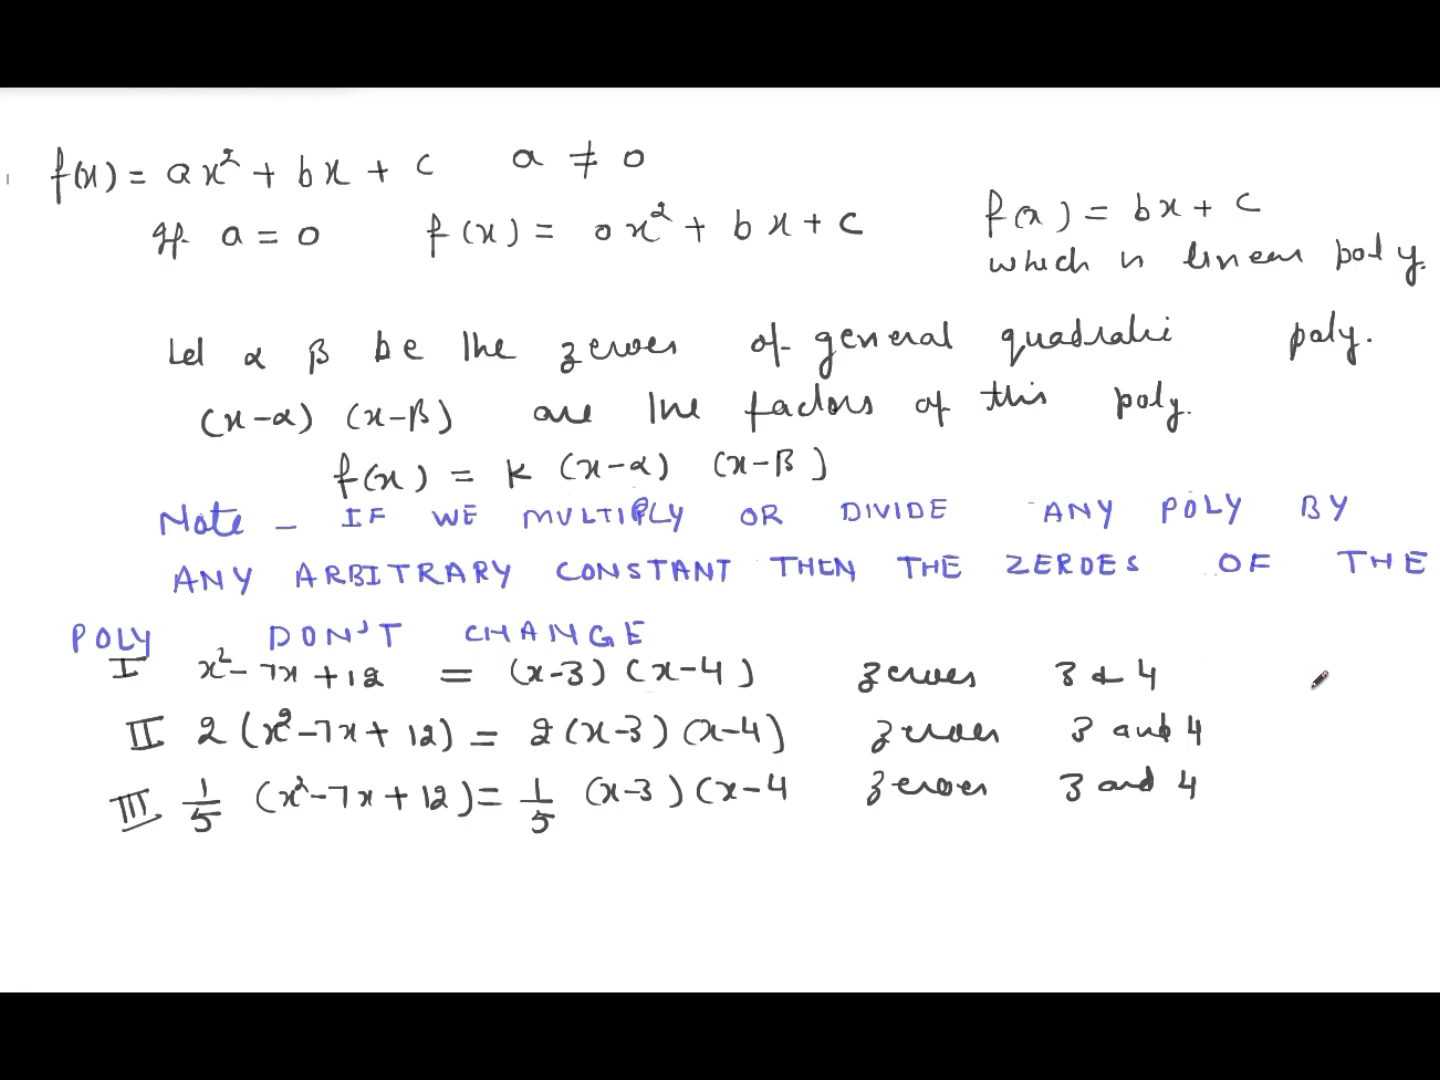 f(x) = ax² + bx + c a ≠ 0
If a = 0 f(x) = 0x² + bx + c f(x) = bx + c
which is linear poly.
Let α β be the zeroes of general quadratic poly.
(x-α) (x-β) are the factors of this poly.
f(x) = k (x-α) (x-β)
Note - IF WE MULTIPLY OR DIVIDE ANY POLY BY
ANY ARBITRARY CONSTANT THEN THE ZEROES OF THE
POLY DON'T CHANGE
I x² - 7x + 12 = (x-3) (x-4) zeroes 3 & 4
II 2 (x² - 7x + 12) = 2 (x-3) (x-4) zeroes 3 and 4
III 1/5 (x² - 7x + 12) = 1/5 (x-3) (x-4 zeroes 3 and 4